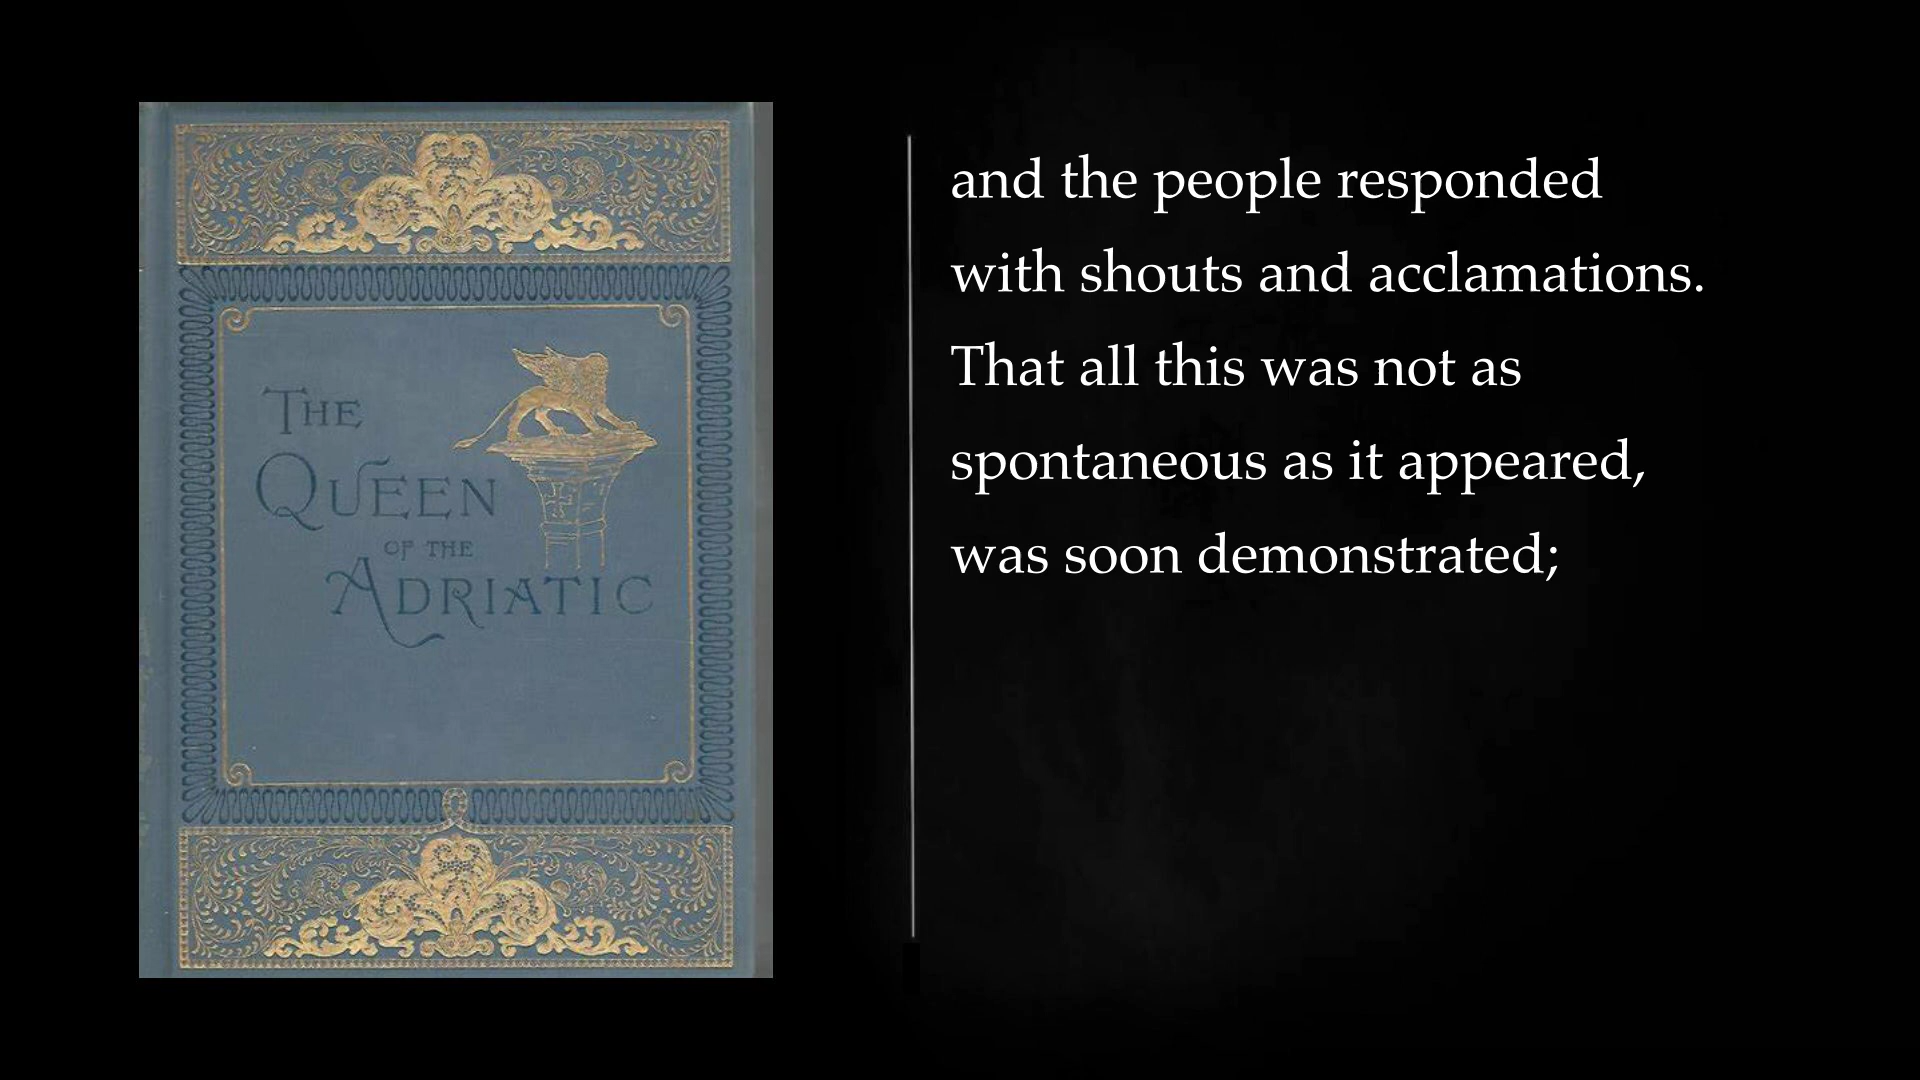 THE
QUEEN
OF THE
ADRIATIC
and the people responded
with shouts and acclamations.
That all this was not as
spontaneous as it appeared,
was soon demonstrated;